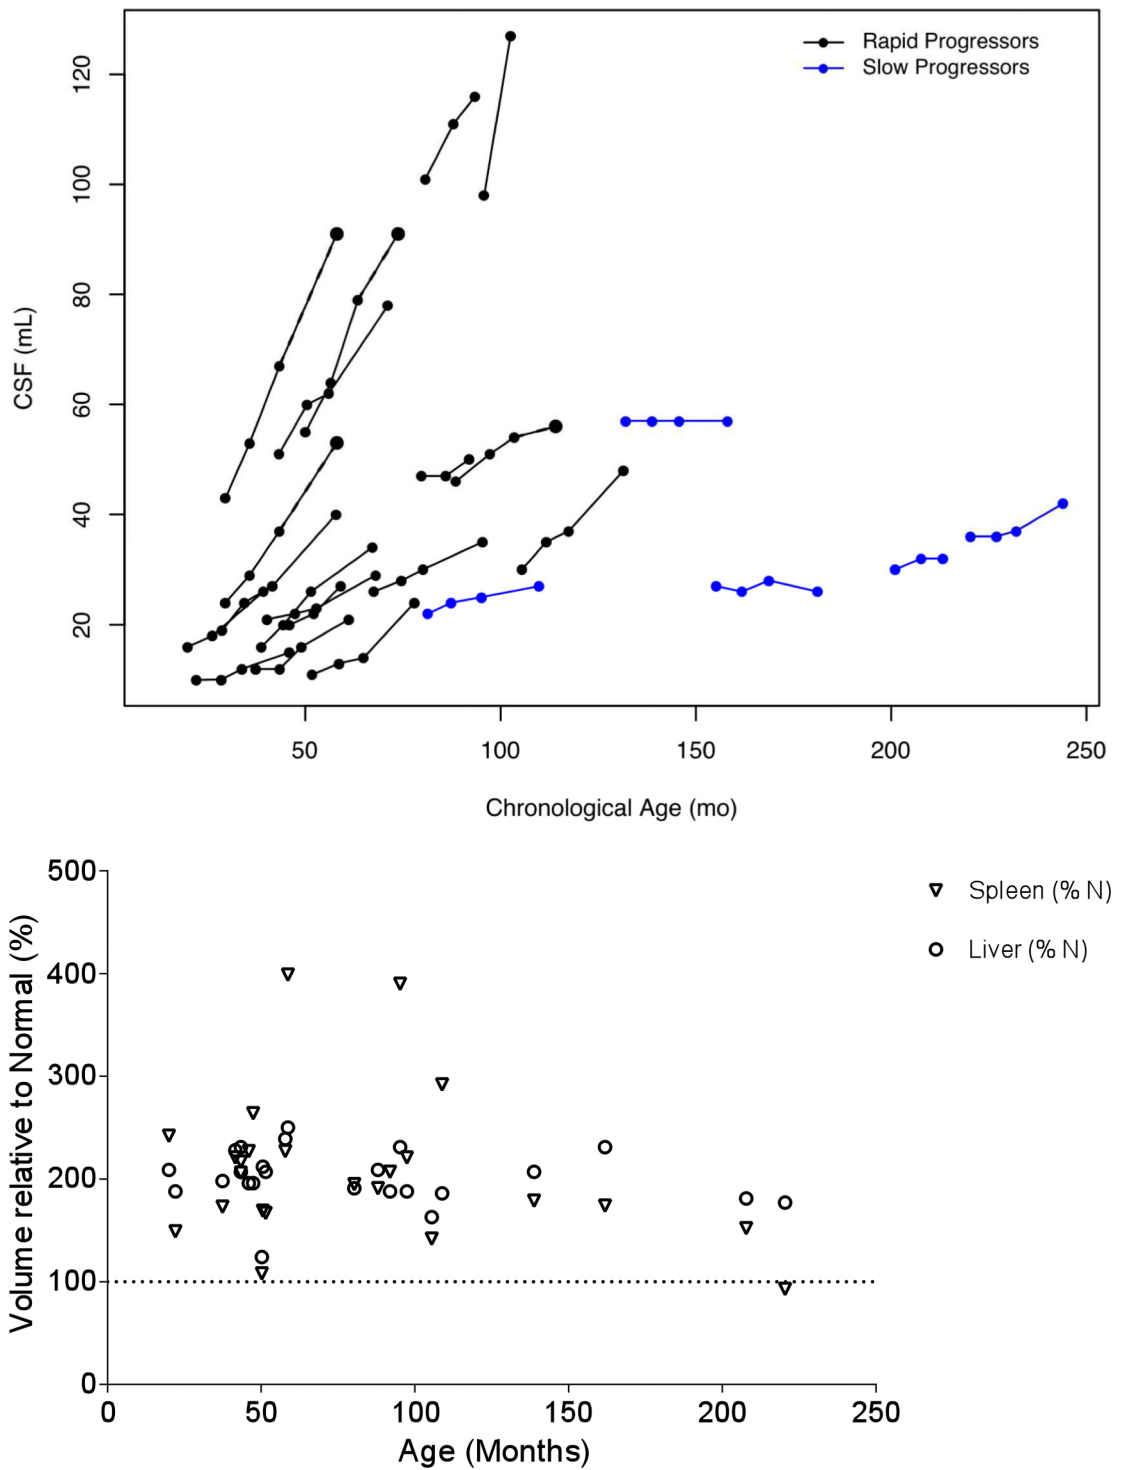 Rapid Progressors
Slow Progressors
120
100
80
60
40
20
CSF (mL)
50 100 150 200 250
Chronological Age (mo)
500
400
300
200
100
0
Volume relative to Normal (%)
Spleen (% N)
Liver (% N)
0 50 100 150 200 250
Age (Months)